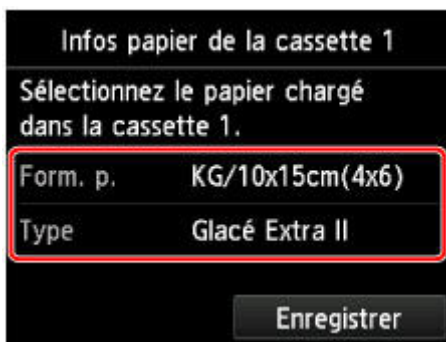 Infos papier de la cassette 1
Sélectionnez le papier chargé
dans la cassette 1.
Form. p. KG/10x15cm(4x6)
Type Glacé Extra II
Enregistrer